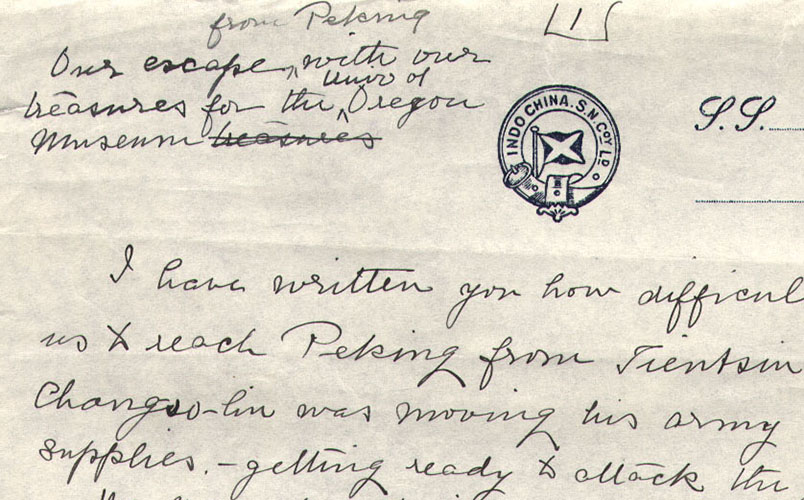 from Peking
[1]
Our escape ^ with our
treasures for the ^ Univ of Oregon
Museum treasures
INDO CHINA. S. N. COY LD.
S.S.
I have written you how difficul
us to reach Peking from Tientsin
Changso-lin was moving his army
supplies. - getting ready to attack the